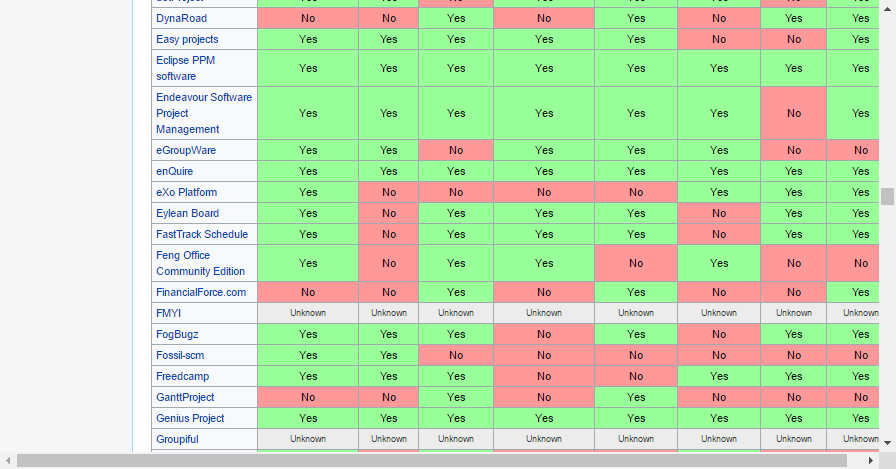 DynaRoad No No Yes No Yes No Yes Yes
Easy projects Yes Yes Yes Yes Yes No No Yes
Eclipse PPM
software Yes Yes Yes Yes Yes Yes Yes Yes
Endeavour Software
Project Yes Yes Yes Yes Yes Yes No Yes
Management
eGroupWare Yes Yes No Yes Yes Yes No No
enQuire Yes Yes Yes Yes Yes Yes Yes Yes
eXo Platform Yes No No No No Yes Yes Yes
Eylean Board Yes No Yes Yes Yes No Yes Yes
FastTrack Schedule Yes No Yes Yes Yes No Yes Yes
Feng Office
Community Edition Yes No Yes Yes No Yes No No
FinancialForce.com No No Yes No Yes No No Yes
FMYI Unknown Unknown Unknown Unknown Unknown Unknown Unknown Unknown
FogBugz Yes Yes Yes No Yes No Yes Yes
Fossil-scm Yes Yes No No No No No No
Freedcamp Yes Yes Yes No No Yes Yes Yes
GanttProject No No Yes No Yes No No No
Genius Project Yes Yes Yes Yes Yes Yes Yes Yes
Groupiful Unknown Unknown Unknown Unknown Unknown Unknown Unknown Unknown